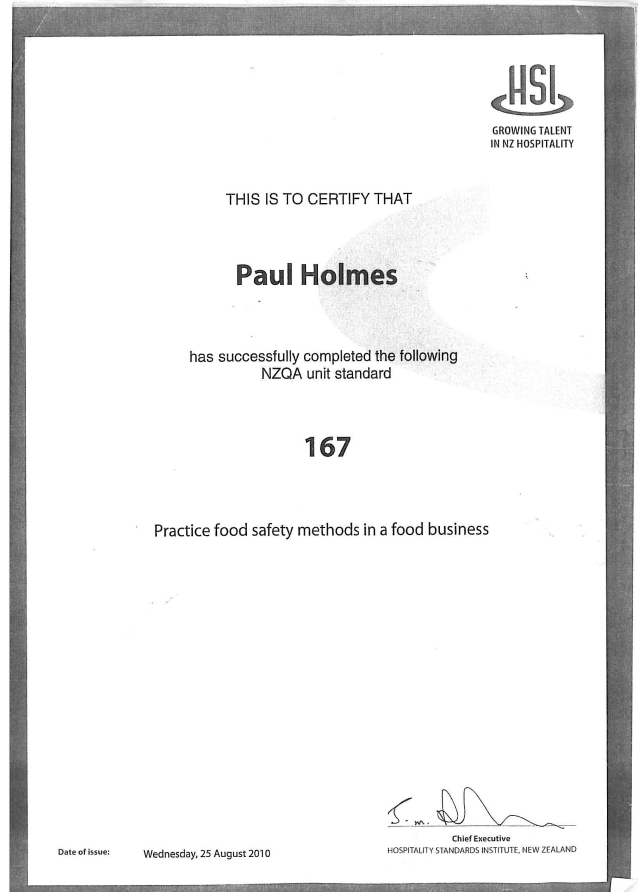 HSI
GROWING TALENT
IN NZ HOSPITALITY
THIS IS TO CERTIFY THAT
Paul Holmes
has successfully completed the following
NZQA unit standard
167
Practice food safety methods in a food business
Chief Executive
HOSPITALITY STANDARDS INSTITUTE, NEW ZEALAND
Date of issue: Wednesday, 25 August 2010